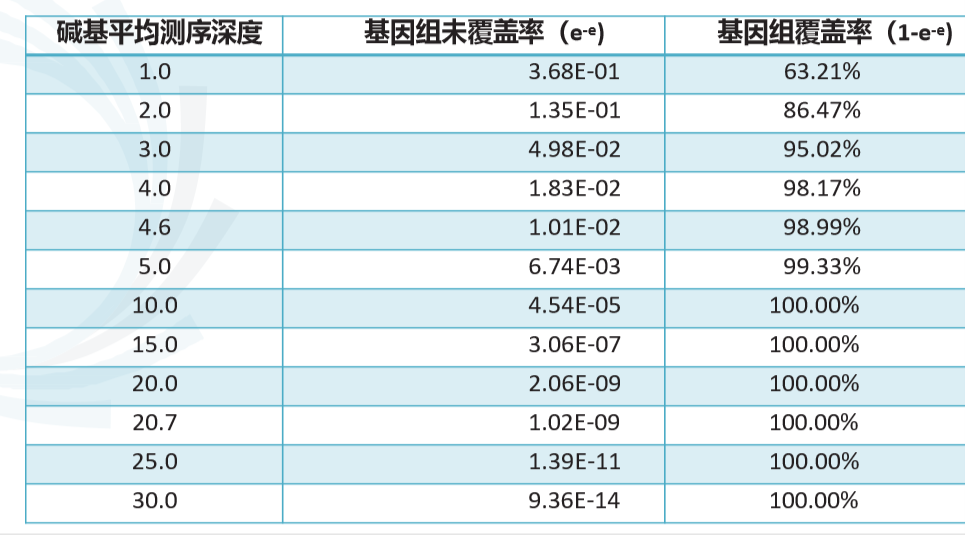 碱基平均测序深度 基因组未覆盖率（e-e) 基因组覆盖率（1-e-e)
1.0 3.68E-01 63.21%
2.0 1.35E-01 86.47%
3.0 4.98E-02 95.02%
4.0 1.83E-02 98.17%
4.6 1.01E-02 98.99%
5.0 6.74E-03 99.33%
10.0 4.54E-05 100.00%
15.0 3.06E-07 100.00%
20.0 2.06E-09 100.00%
20.7 1.02E-09 100.00%
25.0 1.39E-11 100.00%
30.0 9.36E-14 100.00%